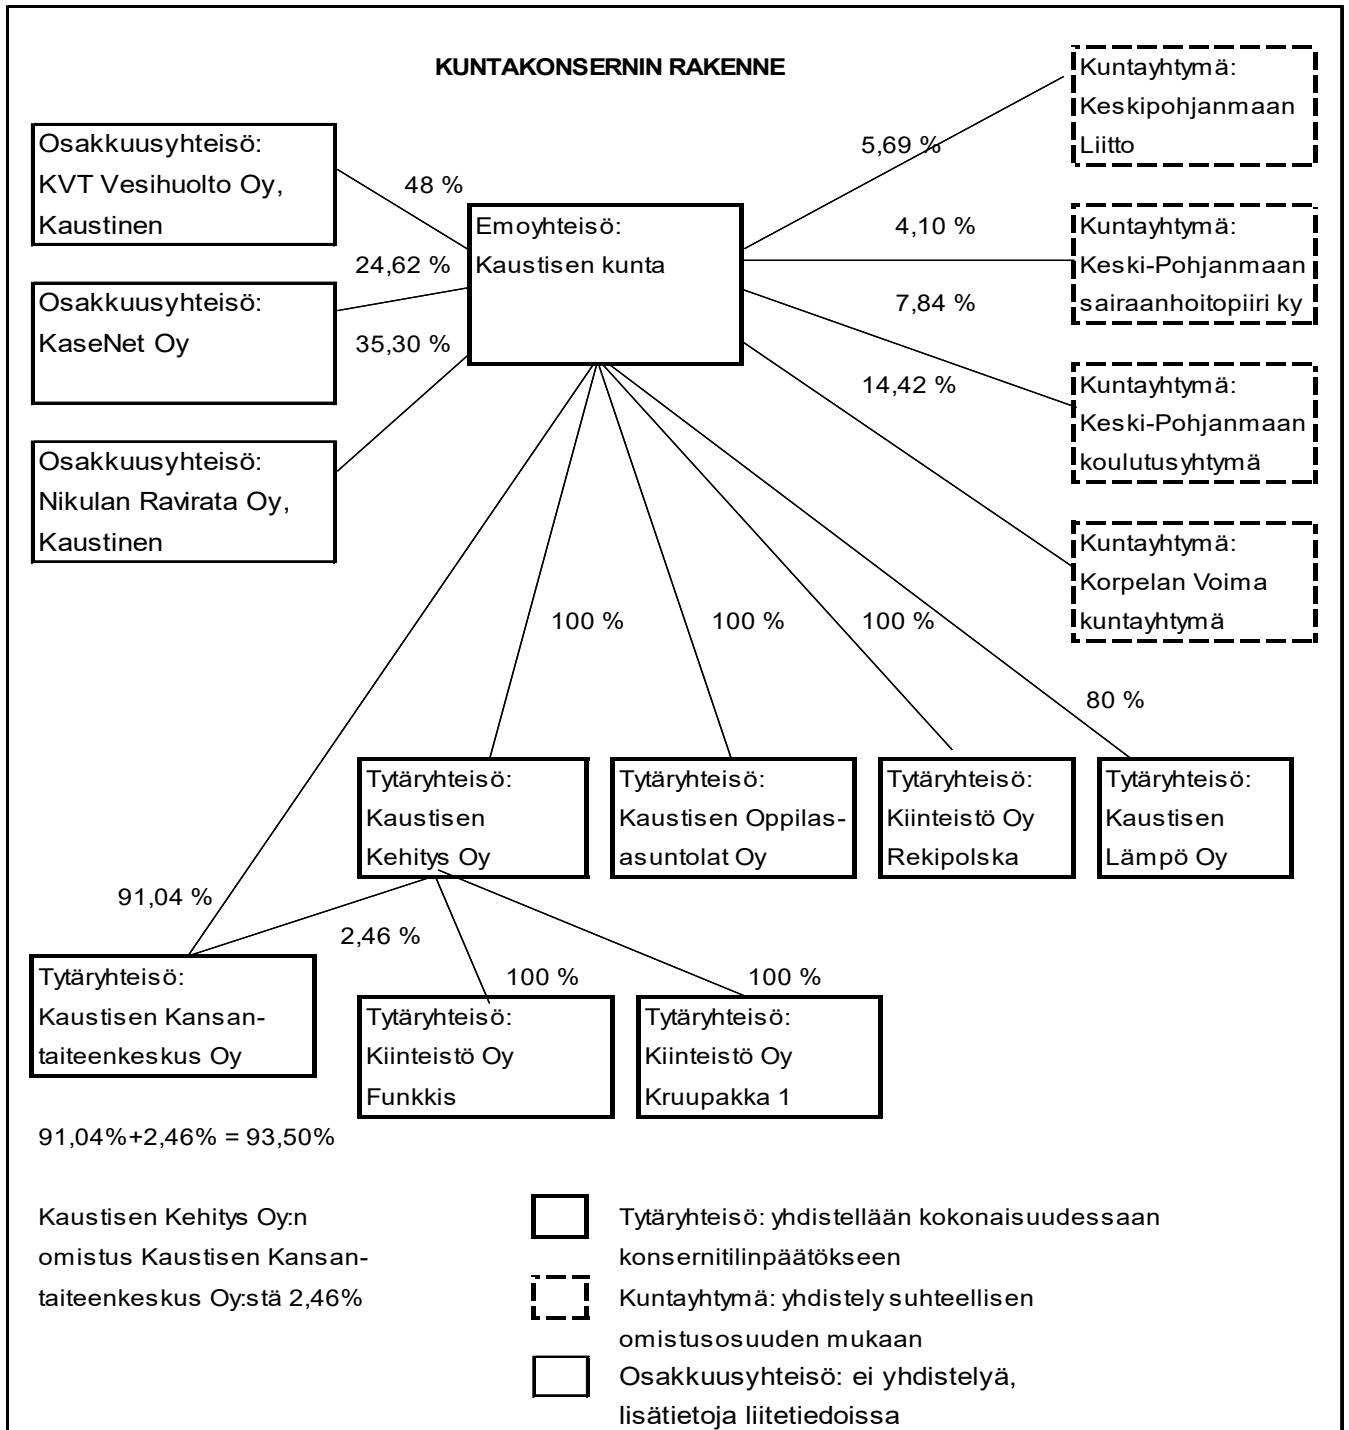 KUNTAKONSERNIN RAKENNE
Osakkuusyhteisö:
KVT Vesihuolto Oy,
Kaustinen
48 %
Osakkuusyhteisö:
KaseNet Oy
24,62 %
Osakkuusyhteisö:
Nikulan Ravirata Oy,
Kaustinen
35,30 %
Emoyhteisö:
Kaustisen kunta
5,69 %
Kuntayhtymä:
Keskipohjanmaan
Liitto
4,10 %
Kuntayhtymä:
Keski-Pohjanmaan
sairaanhoitopiiri ky
7,84 %
Kuntayhtymä:
Keski-Pohjanmaan
koulutusyhtymä
14,42 %
Kuntayhtymä:
Korpelan Voima
kuntayhtymä
100 %
100 %
100 %
80 %
Tytäryhteisö:
Kaustisen
Kehitys Oy
Tytäryhteisö:
Kaustisen Oppilas-
asuntolat Oy
Tytäryhteisö:
Kiinteistö Oy
Rekipolska
Tytäryhteisö:
Kaustisen
Lämpö Oy
91,04 %
2,46 %
100 %
100 %
Tytäryhteisö:
Kaustisen Kansan-
taiteenkeskus Oy
Tytäryhteisö:
Kiinteistö Oy
Funkkis
Tytäryhteisö:
Kiinteistö Oy
Kruupakka 1
91,04%+2,46% = 93,50%
Kaustisen Kehitys Oy:n
omistus Kaustisen Kansan-
taiteenkeskus Oy:stä 2,46%
Tytäryhteisö: yhdistellään kokonaisuudessaan
konsernitilinpäätökseen
Kuntayhtymä: yhdistely suhteellisen
omistusosuuden mukaan
Osakkuusyhteisö: ei yhdistelyä,
lisätietoja liitetiedoissa